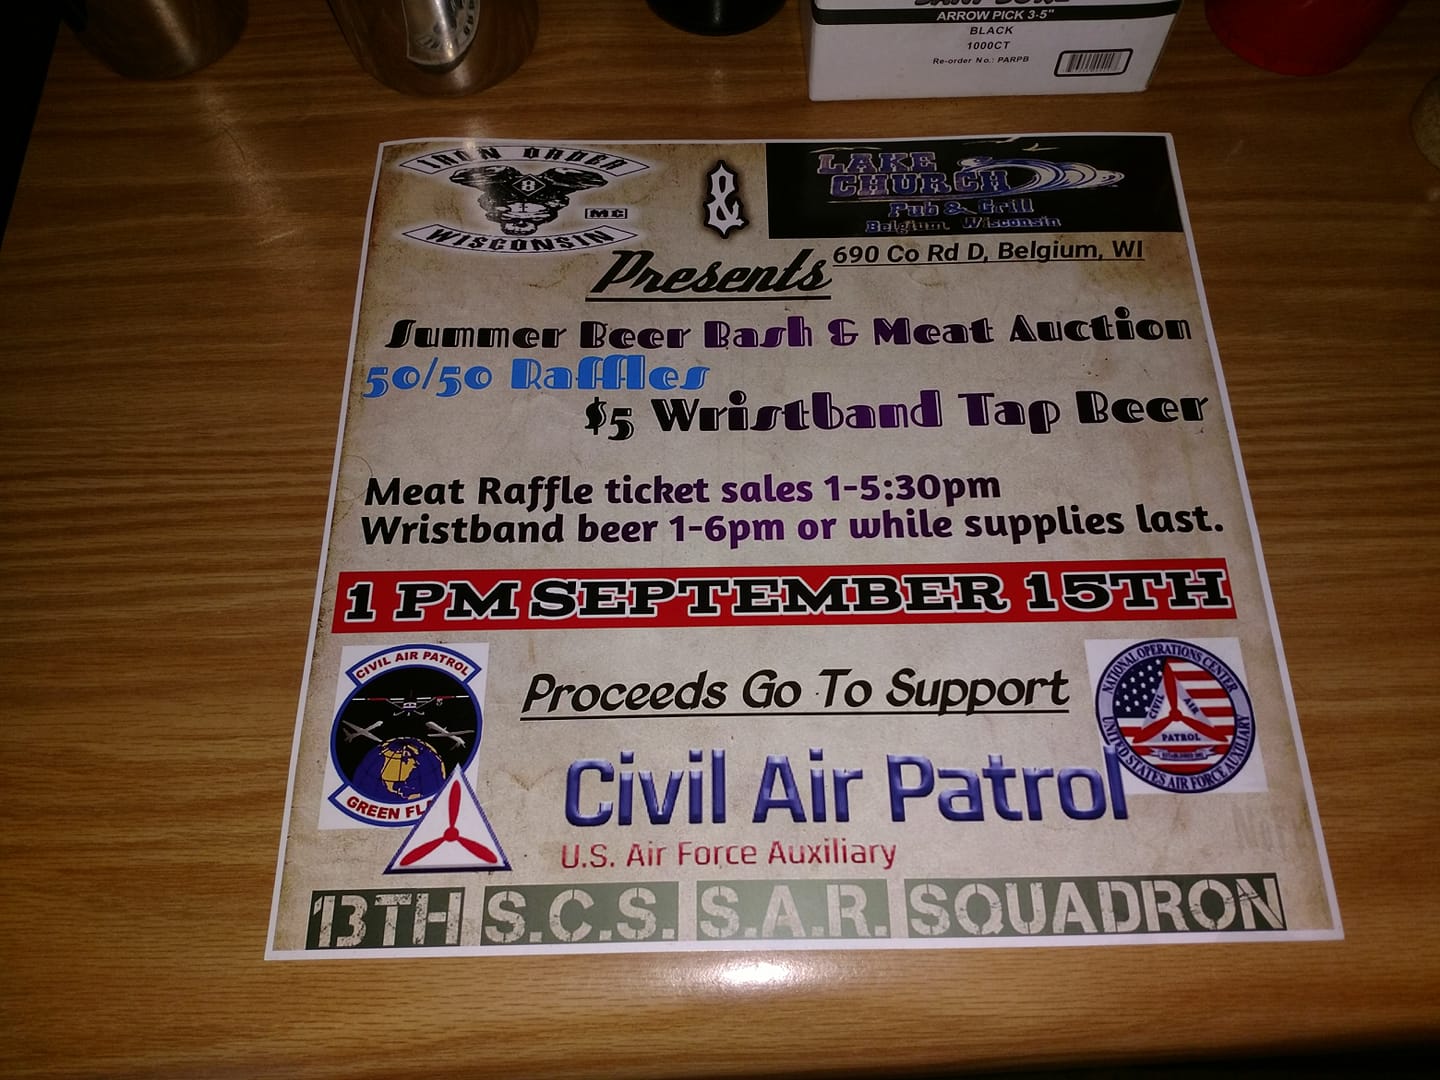 ARROW PICK 3-5"
BLACK
1000CT
Re-order No.: PARPB
IRON ORDER
8
MC
WISCONSIN
&
LAKE
CHURCH
Pub & Grill
Belgium, Wisconsin
690 Co Rd D, Belgium, WI
Presents
Summer Beer Bash & Meat Auction
50/50 Raffles
$5 Wristband Tap Beer
Meat Raffle ticket sales 1-5:30pm
Wristband beer 1-6pm or while supplies last.
1 PM SEPTEMBER 15TH
CIVIL AIR PATROL
GREEN FL
Proceeds Go To Support
NATIONAL OPERATIONS CENTER
CIVIL AIR
PATROL
UNITED STATES AIR FORCE AUXILIARY
Civil Air Patrol
U.S. Air Force Auxiliary
13TH S.C.S. S.A.R. SQUADRON